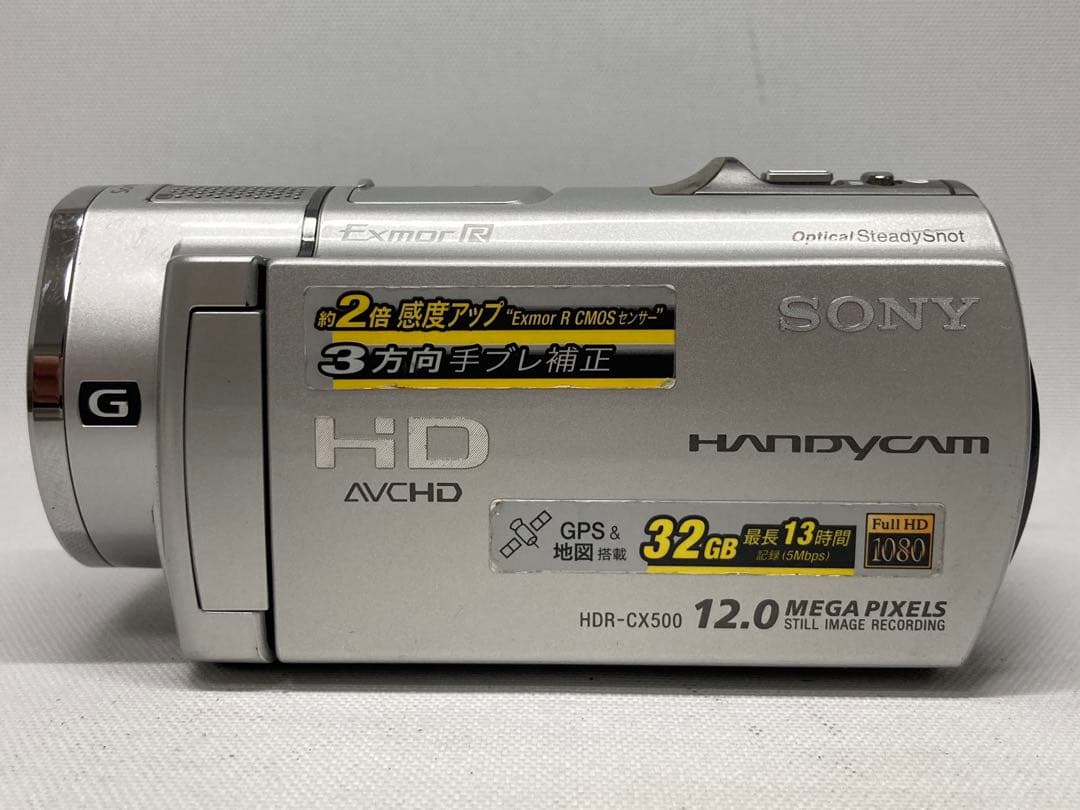 Exmor R
Optical SteadyShot
約2倍 感度アップ "Exmor R CMOSセンサー"
3方向 手ブレ補正
SONY
G
HD
AVCHD
HANDYCAM
GPS &
地図 搭載
32GB
最長13時間
記録(5Mbps)
Full HD
1080
HDR-CX500
12.0
MEGA PIXELS
STILL IMAGE RECORDING